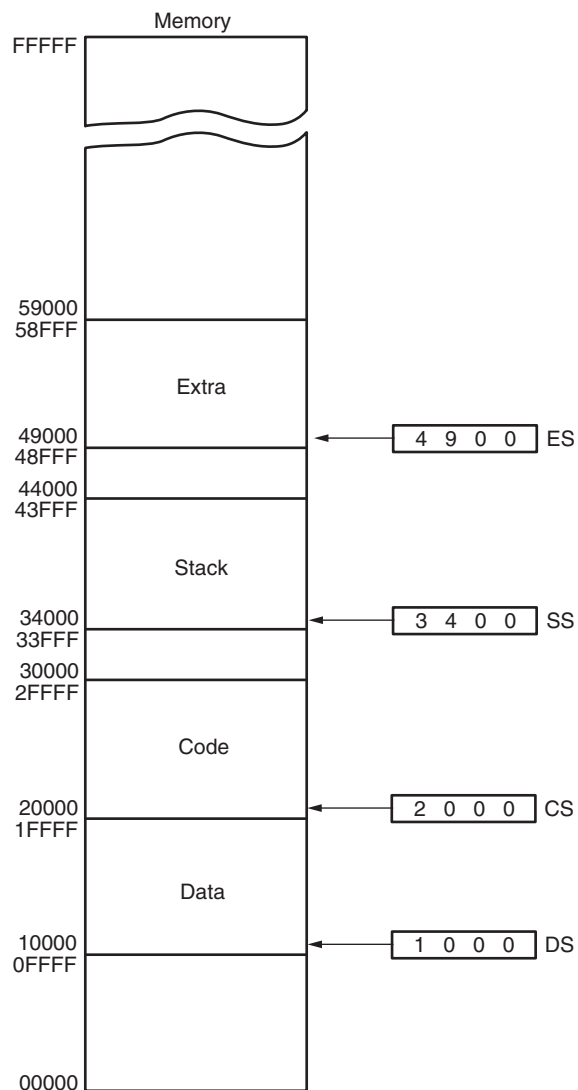 Memory
FFFFF
59000
58FFF
Extra
49000
4 9 0 0 ES
48FFF
44000
43FFF
Stack
34000
3 4 0 0 SS
33FFF
30000
2FFFF
Code
20000
2 0 0 0 CS
1FFFF
Data
10000
1 0 0 0 DS
0FFFF
00000